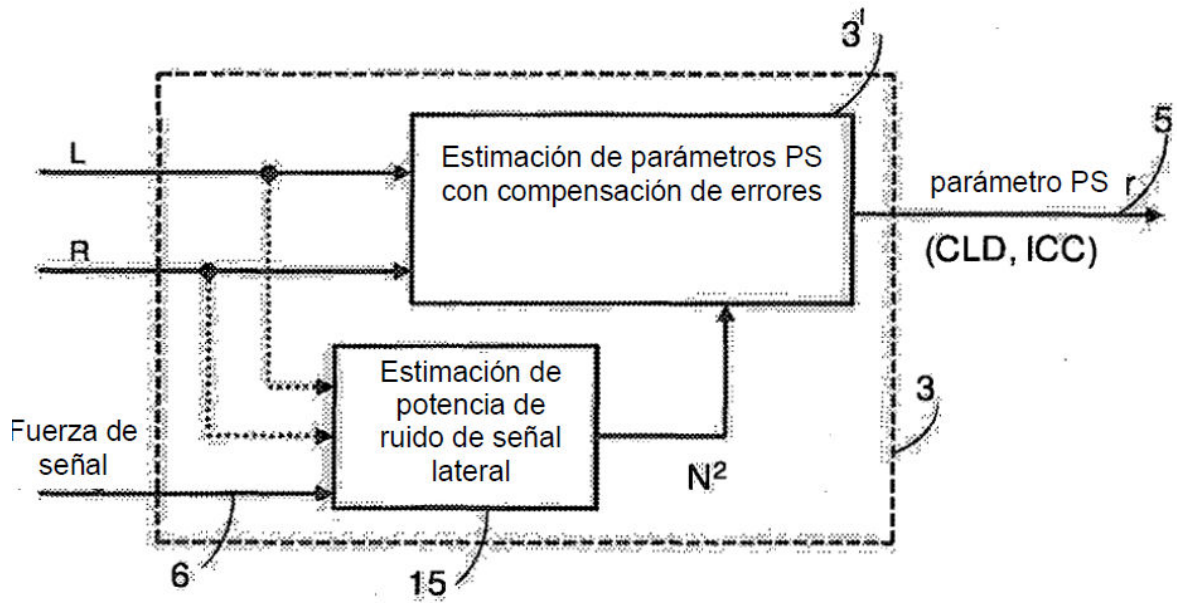 3'
L
Estimación de parámetros PS
con compensación de errores
5
parámetro PS r
R
(CLD, ICC)
Estimación de
potencia de
ruido de señal
lateral
3
Fuerza de
señal
N²
6
15